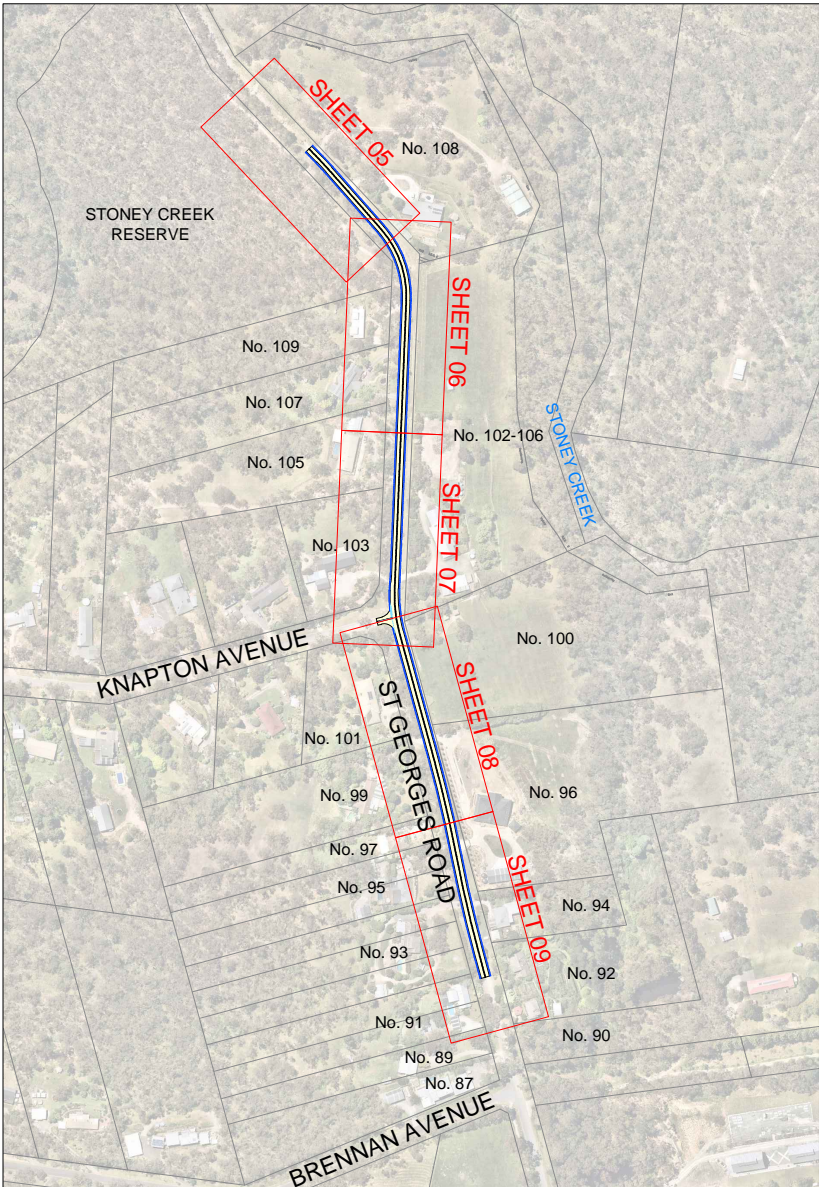 SHEET 05
No. 108
STONEY CREEK
RESERVE
SHEET 06
No. 109
No. 107
No. 102-106
STONEY CREEK
No. 105
SHEET 07
No. 103
No. 100
KNAPTON AVENUE
SHEET 08
ST GEORGES ROAD
No. 101
No. 99
No. 96
No. 97
No. 95
SHEET 09
No. 94
No. 93
No. 92
No. 91
No. 90
No. 89
No. 87
BRENNAN AVENUE